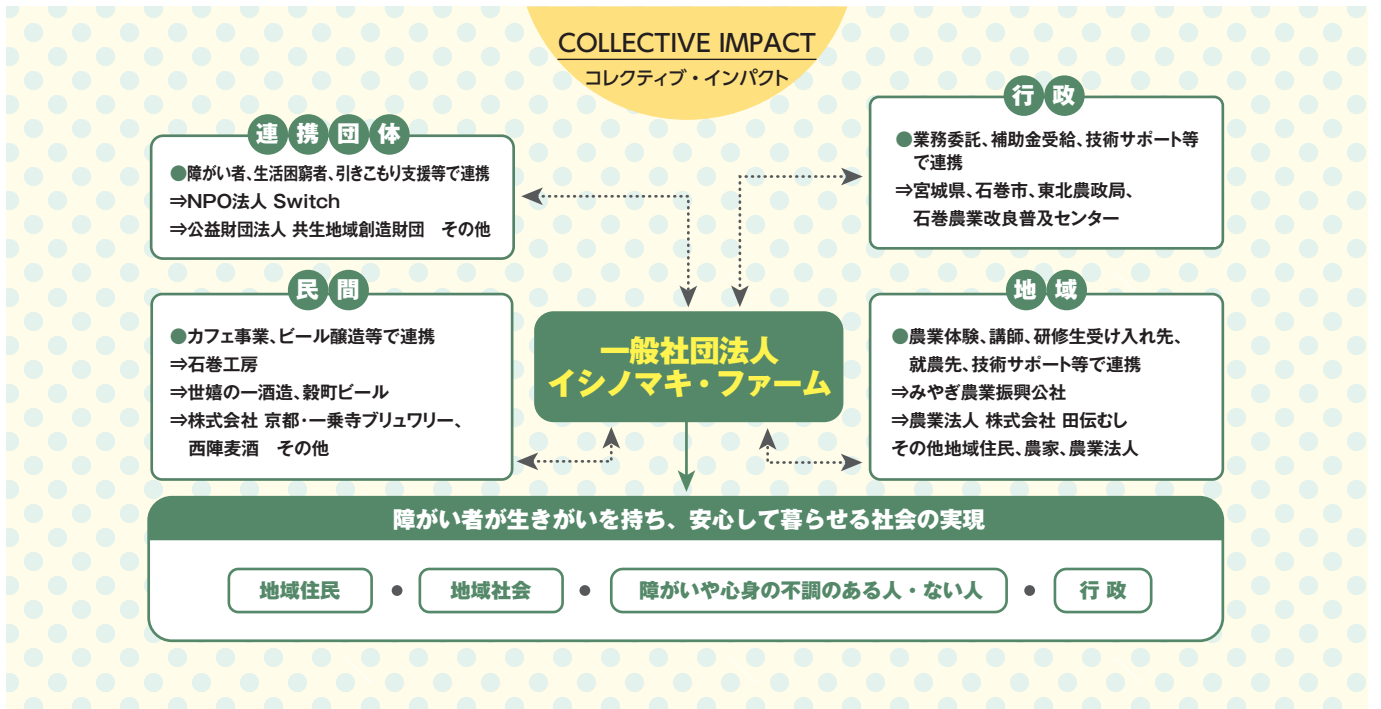 COLLECTIVE IMPACT
コレクティブ・インパクト
連携団体
●障がい者、生活困窮者、引きこもり支援等で連携
⇒NPO法人 Switch
⇒公益財団法人 共生地域創造財団　その他
行政
●業務委託、補助金受給、技術サポート等
で連携
⇒宮城県、石巻市、東北農政局、
石巻農業改良普及センター
民間
●カフェ事業、ビール醸造等で連携
⇒石巻工房
⇒世嬉の一酒造、穀町ビール
⇒株式会社 京都・一乗寺ブリュワリー、
西陣麦酒　その他
一般社団法人
イシノマキ・ファーム
地域
●農業体験、講師、研修生受け入れ先、
就農先、技術サポート等で連携
⇒みやぎ農業振興公社
⇒農業法人 株式会社 田伝むし
その他地域住民、農家、農業法人
障がい者が生きがいを持ち、安心して暮らせる社会の実現
地域住民 ● 地域社会 ● 障がいや心身の不調のある人・ない人 ● 行政